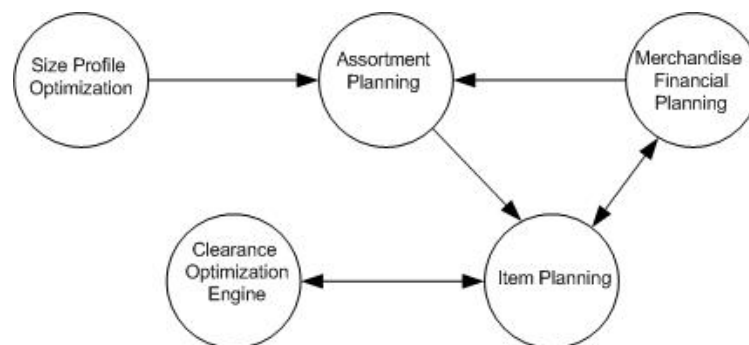 Size Profile
Optimization
Assortment
Planning
Merchandise
Financial
Planning
Clearance
Optimization
Engine
Item Planning